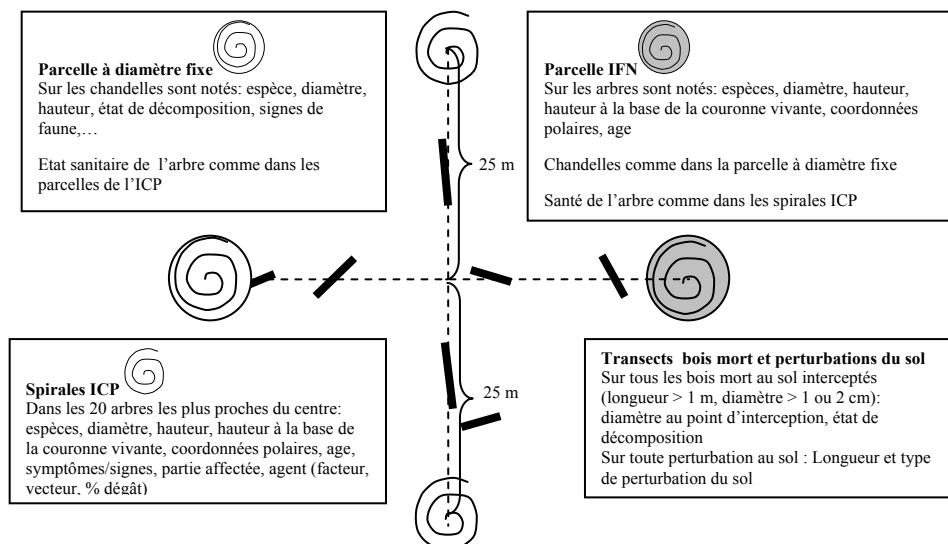 Parcelle à diamètre fixe
Sur les chandelles sont notés: espèce, diamètre,
hauteur, état de décomposition, signes de
faune,…
Etat sanitaire de l’arbre comme dans les
parcelles de l’ICP
Parcelle IFN
Sur les arbres sont notés: espèces, diamètre, hauteur,
hauteur à la base de la couronne vivante, coordonnées
polaires, age
Chandelles comme dans la parcelle à diamètre fixe
Santé de l’arbre comme dans les spirales ICP
25 m
Spirales ICP
Dans les 20 arbres les plus proches du centre:
espèces, diamètre, hauteur, hauteur à la base de
la couronne vivante, coordonnées polaires, age,
symptômes/signes, partie affectée, agent (facteur,
vecteur, % dégât)
25 m
Transects bois mort et perturbations du sol
Sur tous les bois mort au sol interceptés
(longueur > 1 m, diamètre > 1 ou 2 cm):
diamètre au point d’interception, état de
décomposition
Sur toute perturbation au sol : Longueur et type
de perturbation du sol